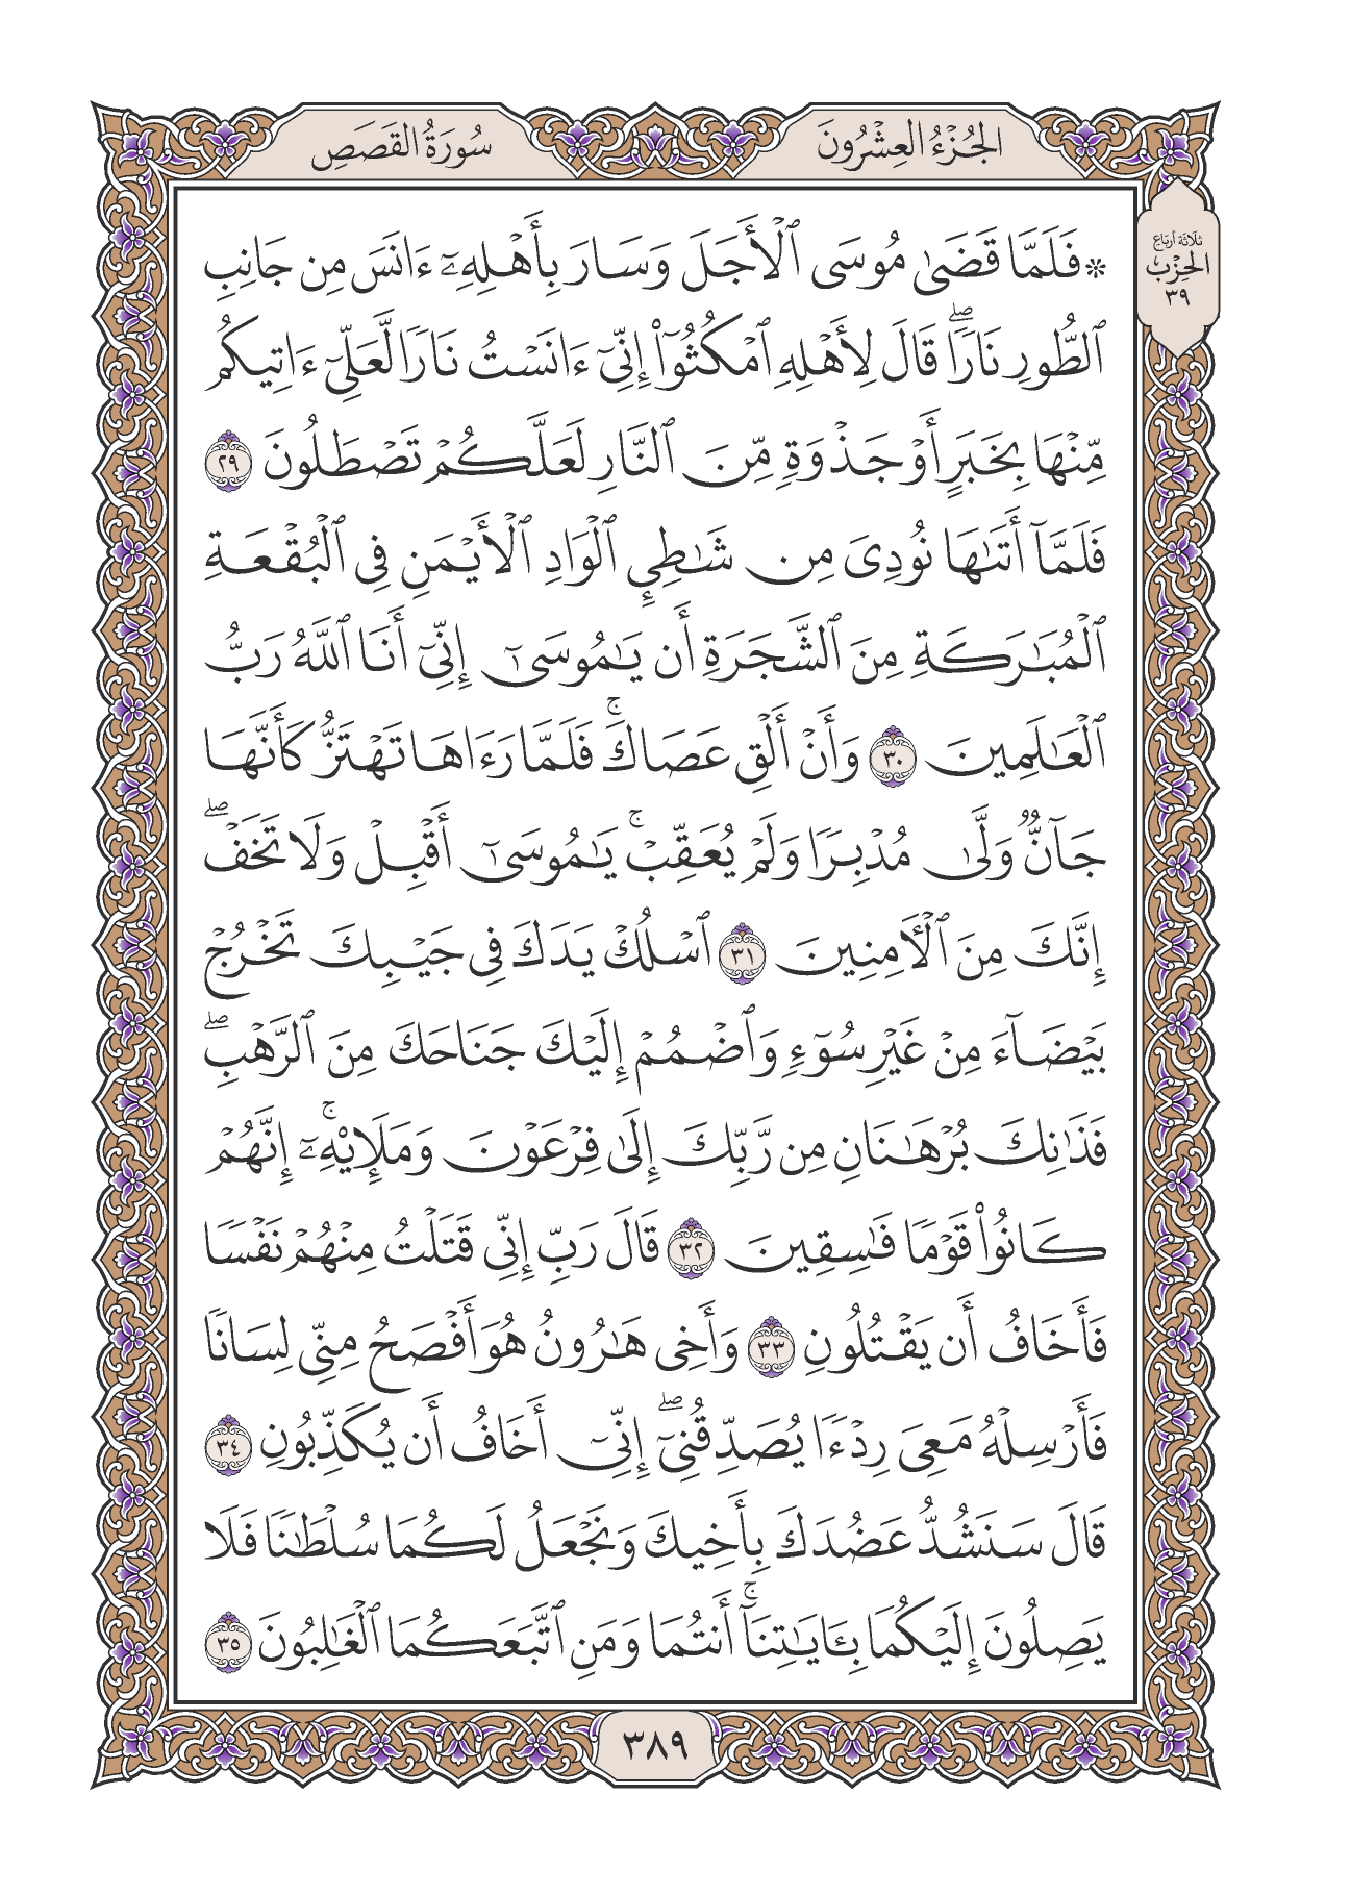 الجُزْءُ العِشْرُونَ
سُورَةُ القَصَصِ
ثلاثة أرباع
الحِزْب
٣٩
۞ فَلَمَّا قَضَىٰ مُوسَى ٱلْأَجَلَ وَسَارَ بِأَهْلِهِۦٓ ءَانَسَ مِن جَانِبِ
ٱلطُّورِ نَارًاۖ قَالَ لِأَهْلِهِ ٱمْكُثُوٓا۟ إِنِّىٓ ءَانَسْتُ نَارًا لَّعَلِّىٓ ءَاتِيكُم
مِّنْهَا بِخَبَرٍ أَوْ جَذْوَةٍ مِّنَ ٱلنَّارِ لَعَلَّكُمْ تَصْطَلُونَ ٢٩
فَلَمَّآ أَتَىٰهَا نُودِىَ مِن شَٰطِئِ ٱلْوَادِ ٱلْأَيْمَنِ فِى ٱلْبُقْعَةِ
ٱلْمُبَٰرَكَةِ مِنَ ٱلشَّجَرَةِ أَن يَٰمُوسَىٰٓ إِنِّىٓ أَنَا ٱللَّهُ رَبُّ
ٱلْعَٰلَمِينَ ٣٠ وَأَنْ أَلْقِ عَصَاكَۚ فَلَمَّا رَءَاهَا تَهْتَزُّ كَأَنَّهَا
جَآنٌّ وَلَّىٰ مُدْبِرًا وَلَمْ يُعَقِّبْۚ يَٰمُوسَىٰٓ أَقْبِلْ وَلَا تَخَفْۖ
إِنَّكَ مِنَ ٱلْءَامِنِينَ ٣١ ٱسْلُكْ يَدَكَ فِى جَيْبِكَ تَخْرُجْ
بَيْضَآءَ مِنْ غَيْرِ سُوٓءٍ وَٱضْمُمْ إِلَيْكَ جَنَاحَكَ مِنَ ٱلرَّهْبِۖ
فَذَٰنِكَ بُرْهَٰنَانِ مِن رَّبِّكَ إِلَىٰ فِرْعَوْنَ وَمَلَإِي۟هِۦٓۚ إِنَّهُمْ
كَانُوا۟ قَوْمًا فَٰسِقِينَ ٣٢ قَالَ رَبِّ إِنِّى قَتَلْتُ مِنْهُمْ نَفْسًا
فَأَخَافُ أَن يَقْتُلُونِ ٣٣ وَأَخِى هَٰرُونُ هُوَ أَفْصَحُ مِنِّى لِسَانًا
فَأَرْسِلْهُ مَعِىَ رِدْءًا يُصَدِّقُنِىٓۖ إِنِّىٓ أَخَافُ أَن يُكَذِّبُونِ ٣٤
قَالَ سَنَشُدُّ عَضُدَكَ بِأَخِيكَ وَنَجْعَلُ لَكُمَا سُلْطَٰنًا فَلَا
يَصِلُونَ إِلَيْكُمَا بِـَٔايَٰتِنَآۚ أَنتُمَا وَمَنِ ٱتَّبَعَكُمَا ٱلْغَٰلِبُونَ ٣٥
٣٨٩